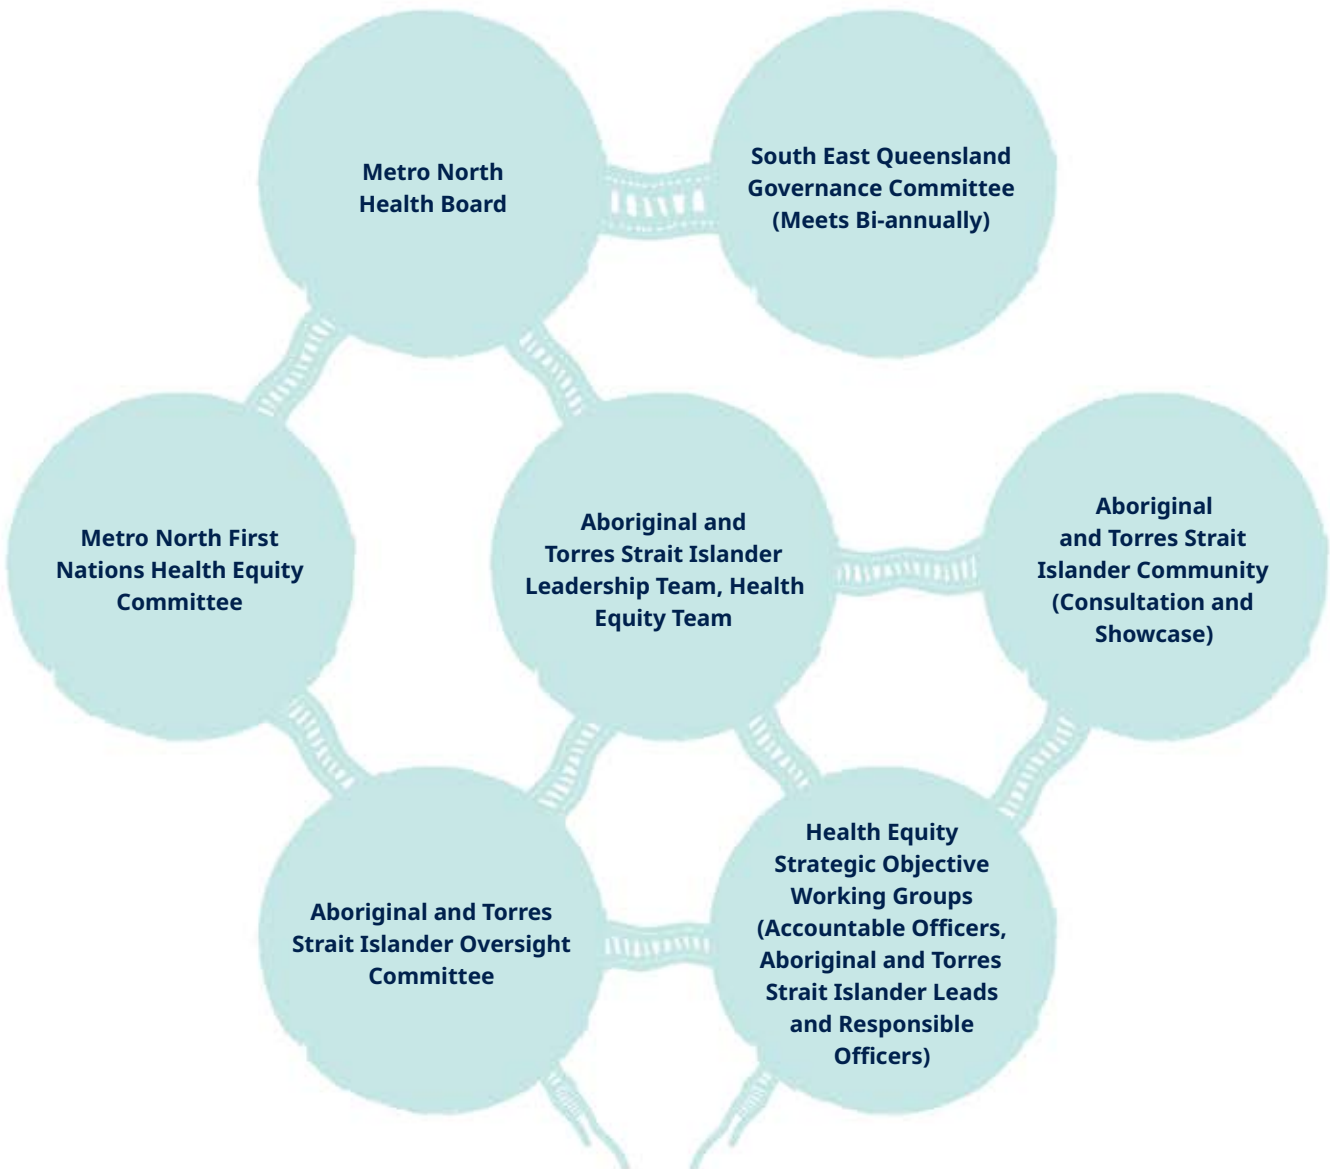 Metro North
Health Board
South East Queensland
Governance Committee
(Meets Bi-annually)
Metro North First
Nations Health Equity
Committee
Aboriginal and
Torres Strait Islander
Leadership Team, Health
Equity Team
Aboriginal
and Torres Strait
Islander Community
(Consultation and
Showcase)
Aboriginal and Torres
Strait Islander Oversight
Committee
Health Equity
Strategic Objective
Working Groups
(Accountable Officers,
Aboriginal and Torres
Strait Islander Leads
and Responsible
Officers)